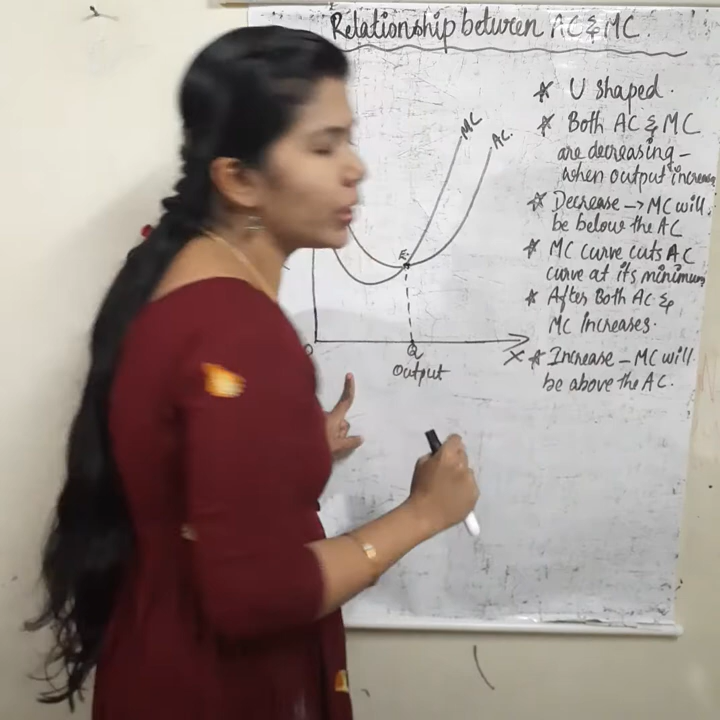 Relationship between AC & MC.
MC
AC.
E
Q
Output
X
* U shaped.
* Both AC & MC
are decreasing –
when output increases
* Decrease → MC will
be below the AC
* MC curve cuts AC
curve at its minimum
* After Both AC &
MC increases.
* Increase – MC will
be above the AC.